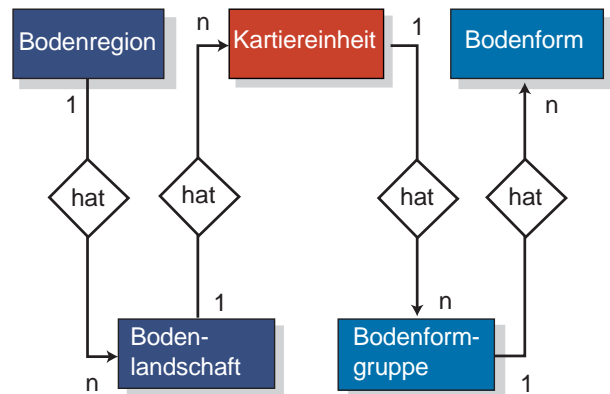 Bodenregion
n
Kartiereinheit
1
Bodenform
1
n
hat
hat
hat
hat
1
n
Boden-
landschaft
Bodenform-
gruppe
n
1